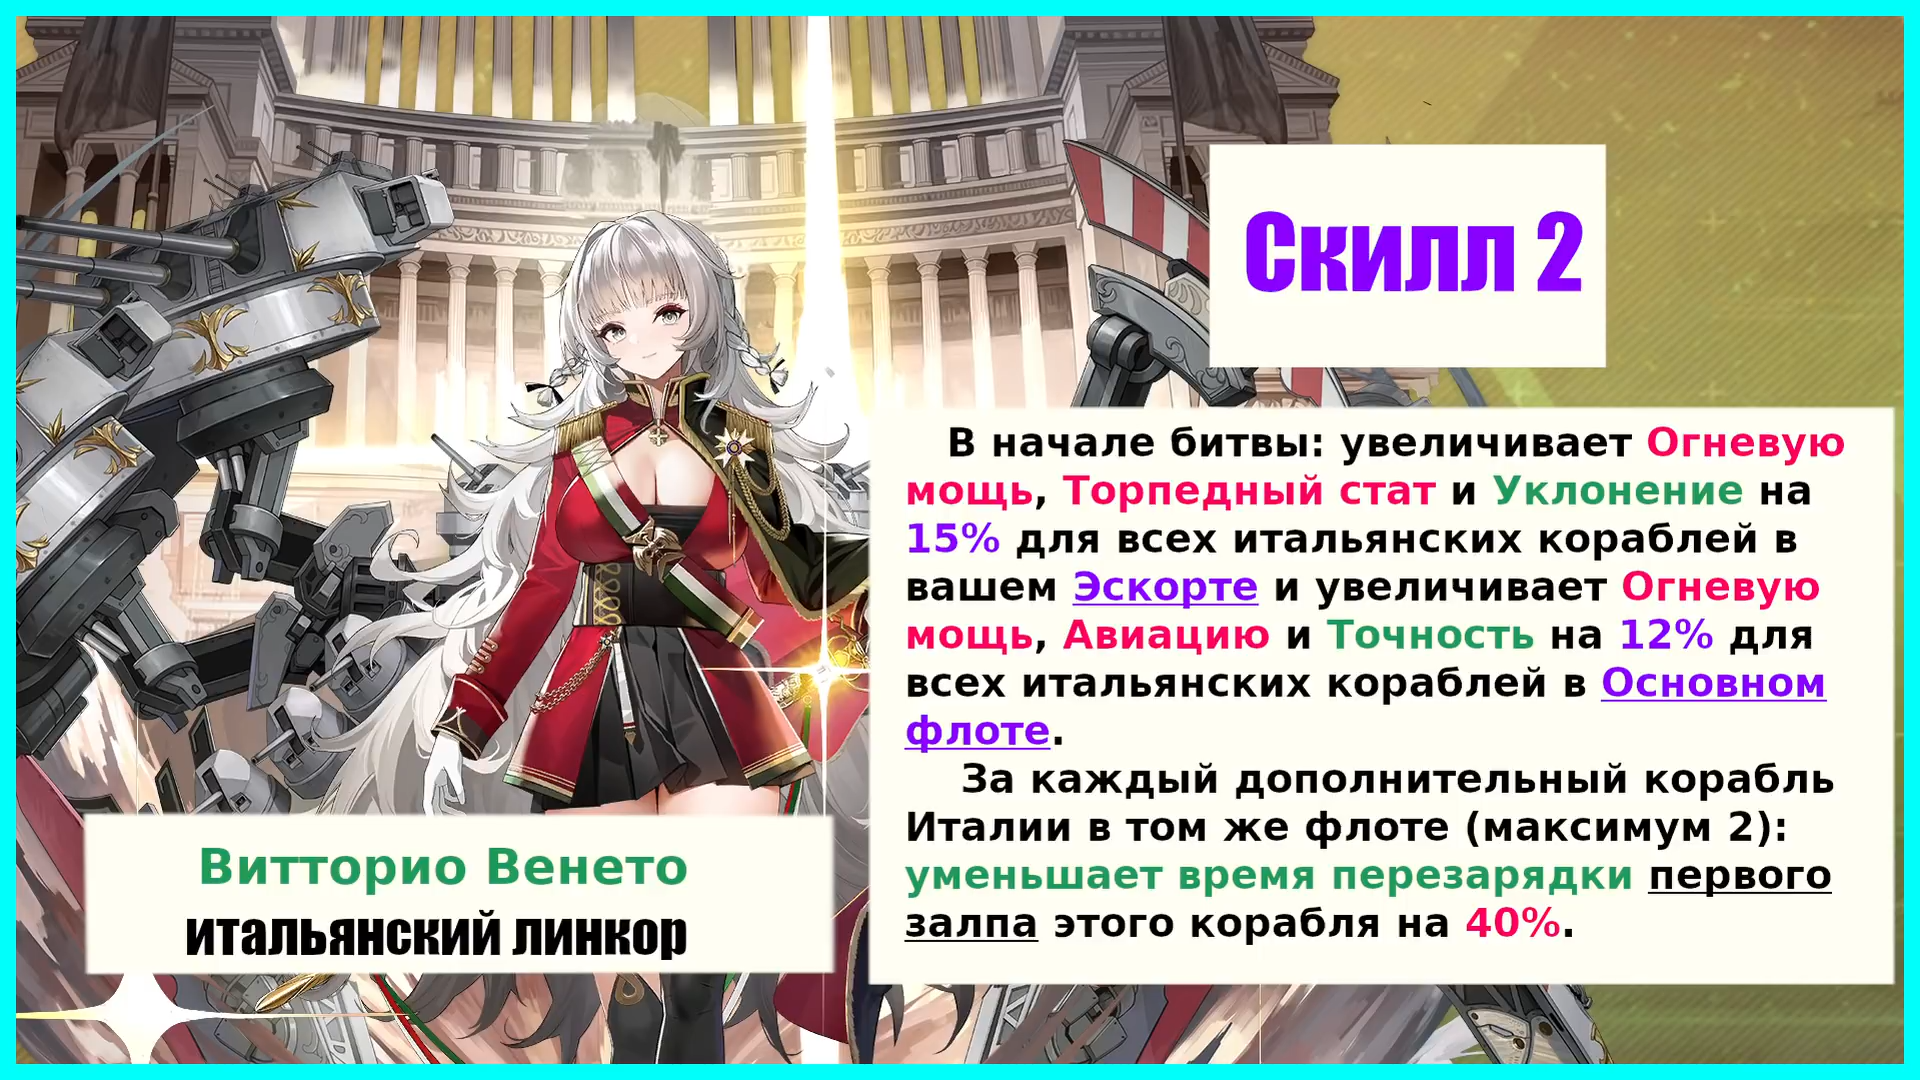 Скилл 2
В начале битвы: увеличивает Огневую
мощь, Торпедный стат и Уклонение на
15% для всех итальянских кораблей в
вашем Эскорте и увеличивает Огневую
мощь, Авиацию и Точность на 12% для
всех итальянских кораблей в Основном
флоте.
За каждый дополнительный корабль
Италии в том же флоте (максимум 2):
уменьшает время перезарядки первого
залпа этого корабля на 40%.
Витторио Венето
итальянский линкор